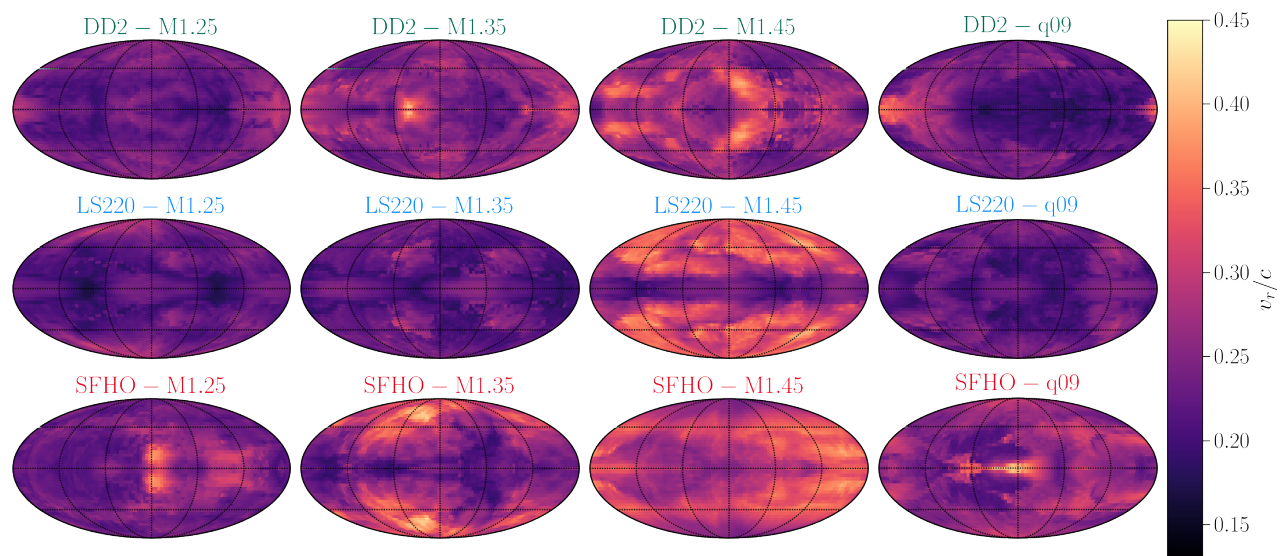 DD2 − M1.25
DD2 − M1.35
DD2 − M1.45
DD2 − q09
LS220 − M1.25
LS220 − M1.35
LS220 − M1.45
LS220 − q09
SFHO − M1.25
SFHO − M1.35
SFHO − M1.45
SFHO − q09
0.45
0.40
0.35
0.30
0.25
0.20
0.15
v_r/c